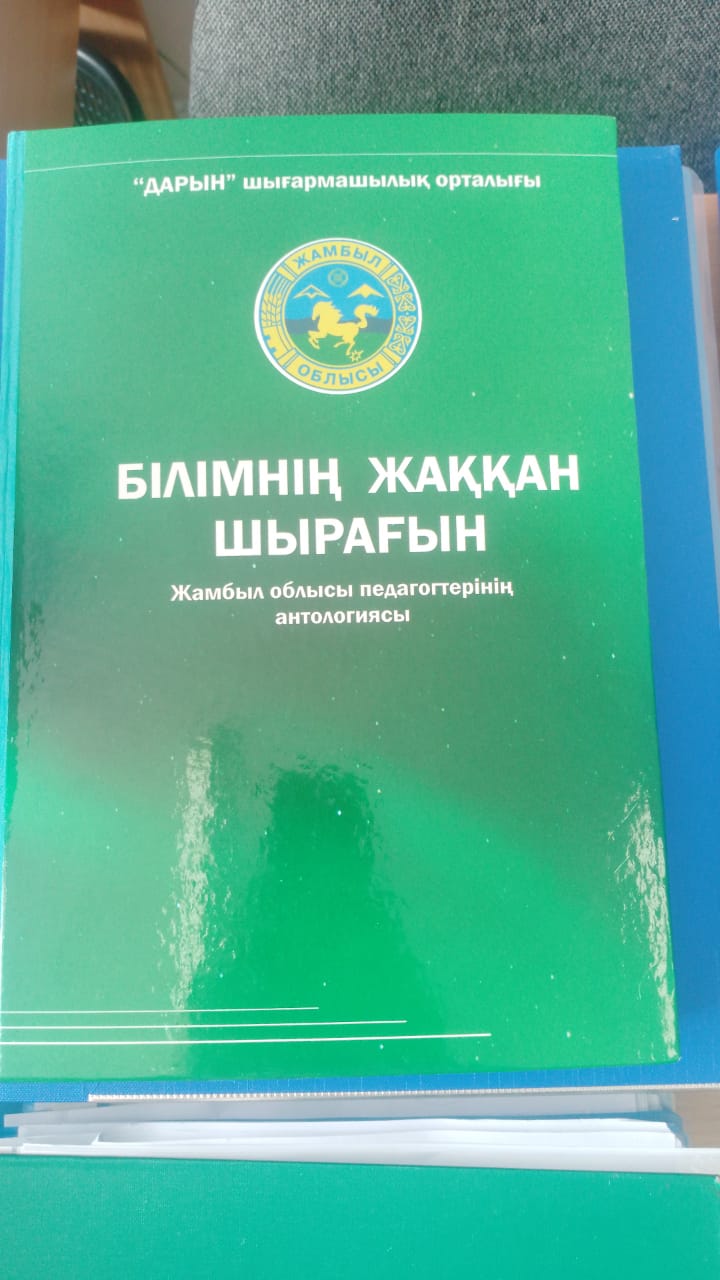 “ДАРЫН” шығармашылық орталығы
ЖАМБЫЛ
ОБЛЫСЫ
БІЛІМНІҢ ЖАҚҚАН
ШЫРАҒЫН
Жамбыл облысы педагогтерінің
антологиясы